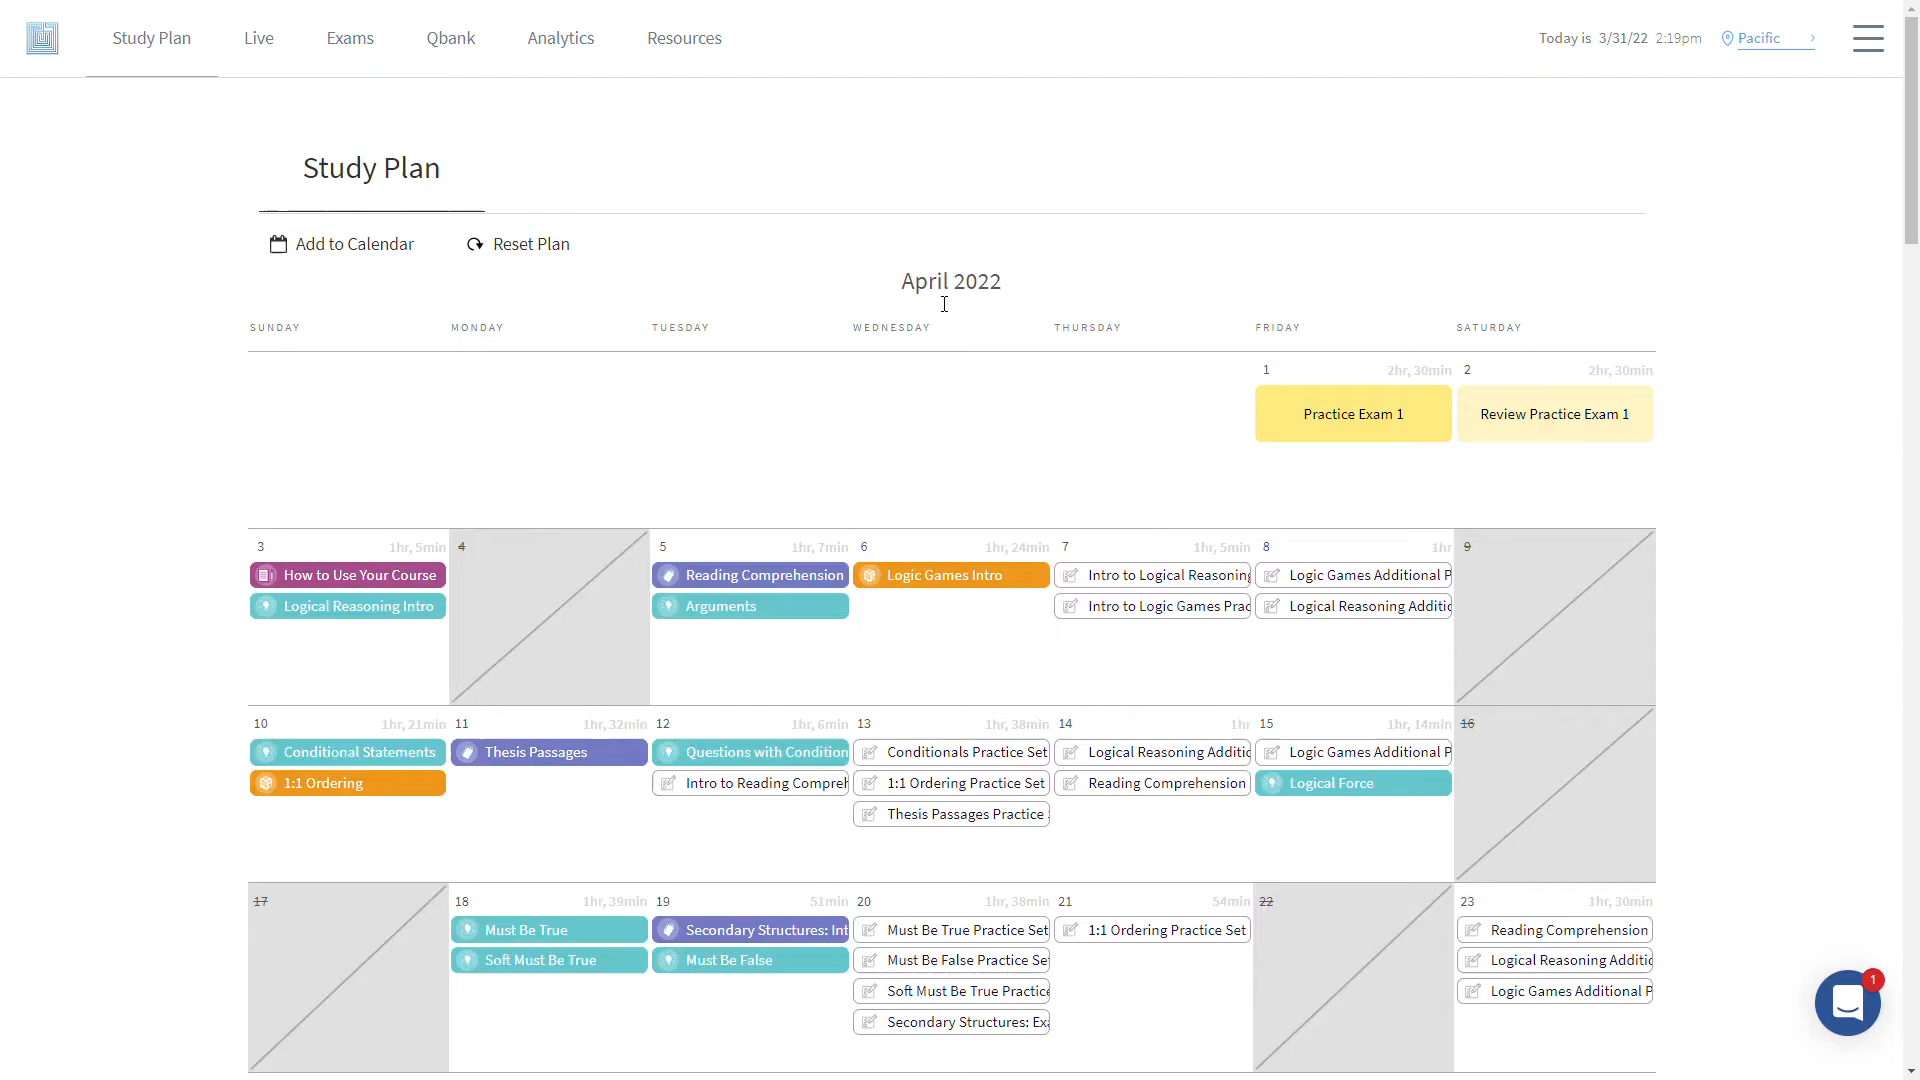 Study Plan Live Exams Qbank Analytics Resources Today is 3/31/22 2:19pm Pacific
Study Plan
Add to Calendar Reset Plan
April 2022
SUNDAY MONDAY TUESDAY WEDNESDAY THURSDAY FRIDAY SATURDAY
1 2hr, 30min 2 2hr, 30min
Practice Exam 1 Review Practice Exam 1
3 1hr, 5min 4 5 1hr, 7min 6 1hr, 24min 7 1hr, 5min 8 1hr 9
How to Use Your Course Reading Comprehension Logic Games Intro Intro to Logical Reasoning Logic Games Additional P
Logical Reasoning Intro Arguments Intro to Logic Games Prac Logical Reasoning Additic
10 1hr, 21min 11 1hr, 32min 12 1hr, 6min 13 1hr, 38min 14 1hr 15 1hr, 14min 16
Conditional Statements Thesis Passages Questions with Condition Conditionals Practice Set Logical Reasoning Additic Logic Games Additional P
1:1 Ordering Intro to Reading Compreh 1:1 Ordering Practice Set Reading Comprehension Logical Force
Thesis Passages Practice
17 18 1hr, 39min 19 51min 20 1hr, 38min 21 54min 22 23 1hr, 30min
Must Be True Secondary Structures: Int Must Be True Practice Set 1:1 Ordering Practice Set Reading Comprehension
Soft Must Be True Must Be False Must Be False Practice Se Logical Reasoning Additic
Soft Must Be True Practice Logic Games Additional P
Secondary Structures: Exa
1